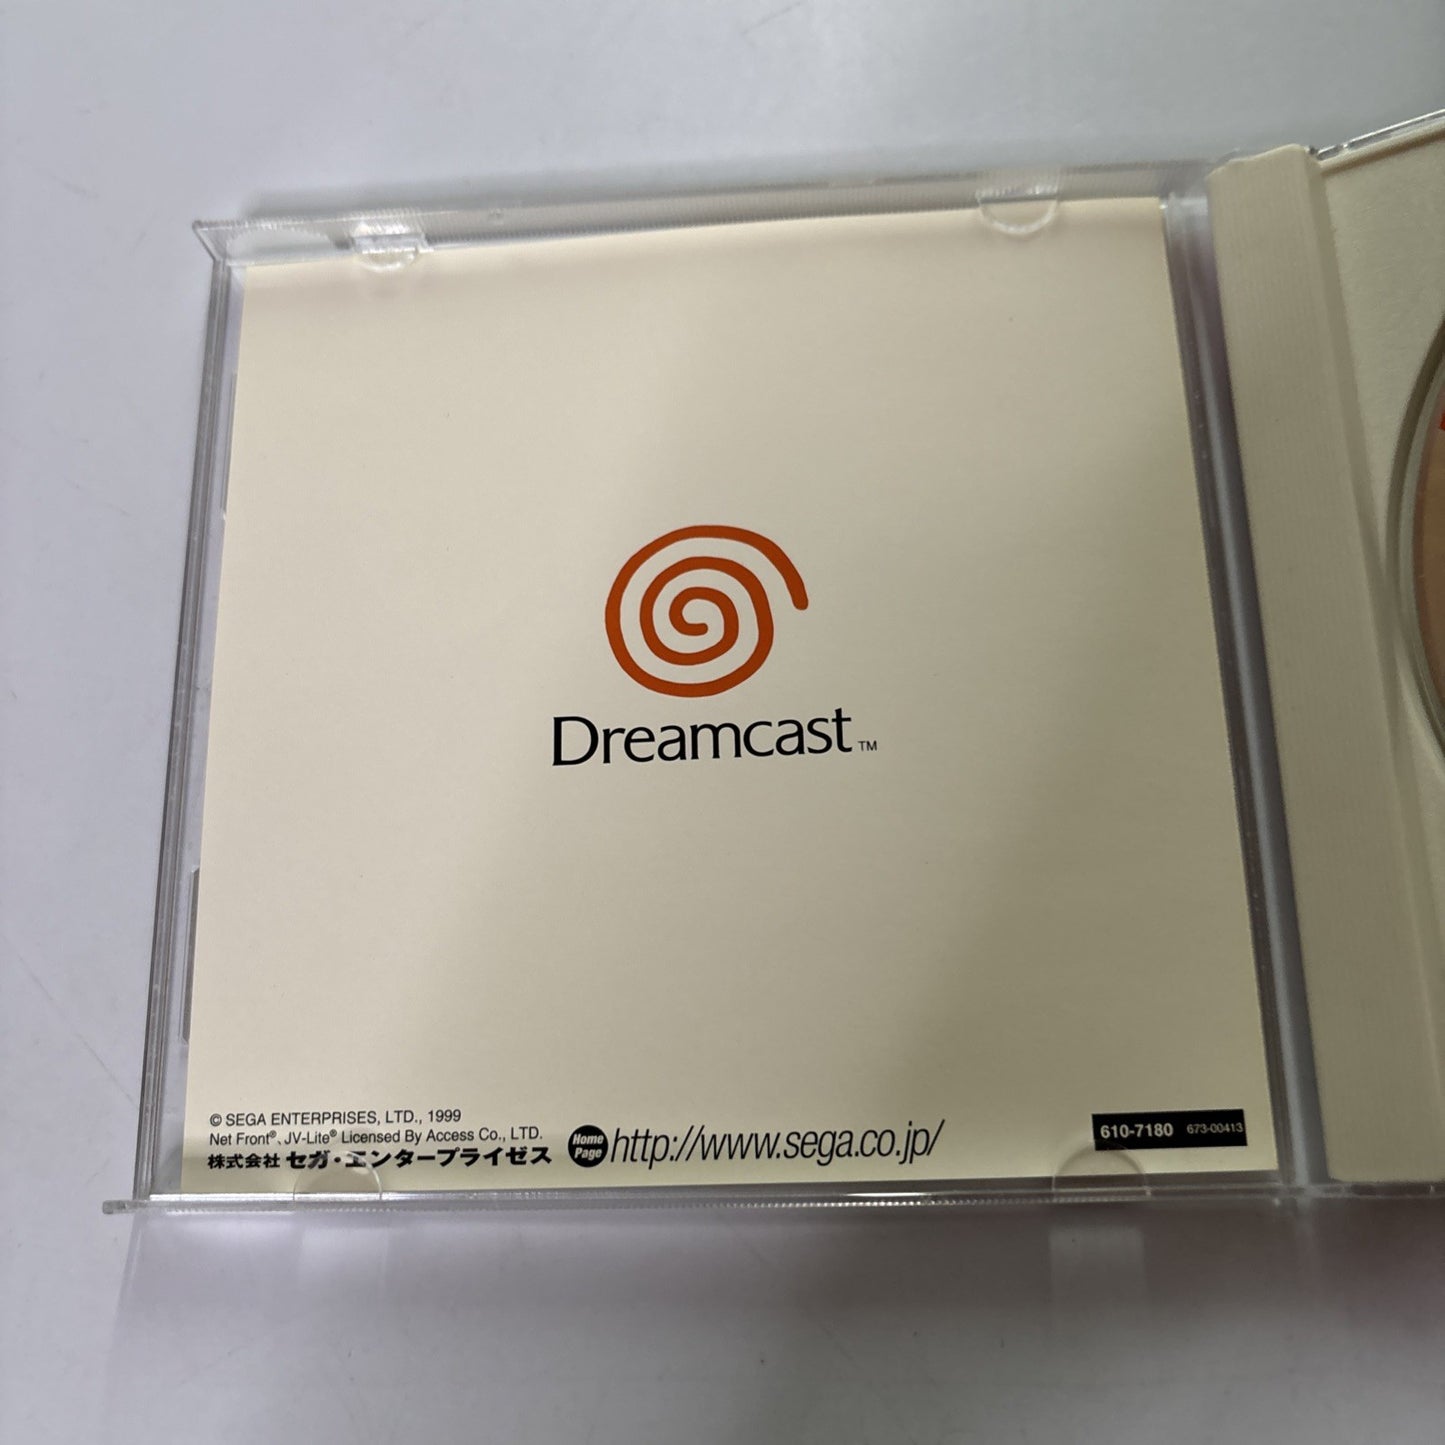 Dreamcast™
© SEGA ENTERPRISES, LTD., 1999
Net Front®、JV-Lite® Licensed By Access Co., LTD.
株式会社 セガ・エンタープライゼス
Home
Page
http://www.sega.co.jp/
610-7180 673-00413